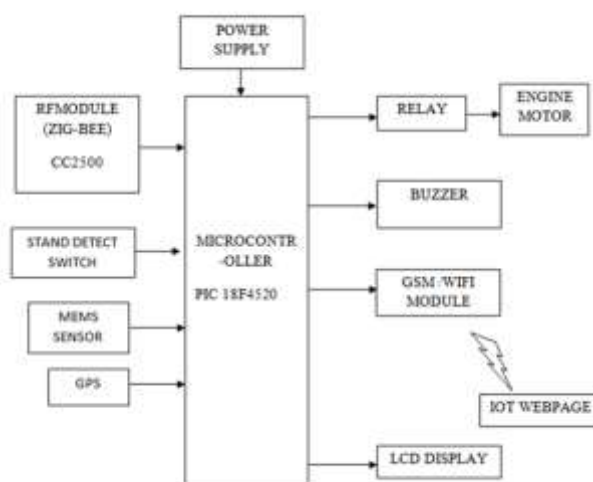 POWER
SUPPLY
RFMODULE
(ZIG-BEE)
CC2500
STAND DETECT
SWITCH
MEMS
SENSOR
GPS
MICROCONTR
-OLLER
PIC 18F4520
RELAY
ENGINE
MOTOR
BUZZER
GSM /WIFI
MODULE
IOT WEBPAGE
LCD DISPLAY